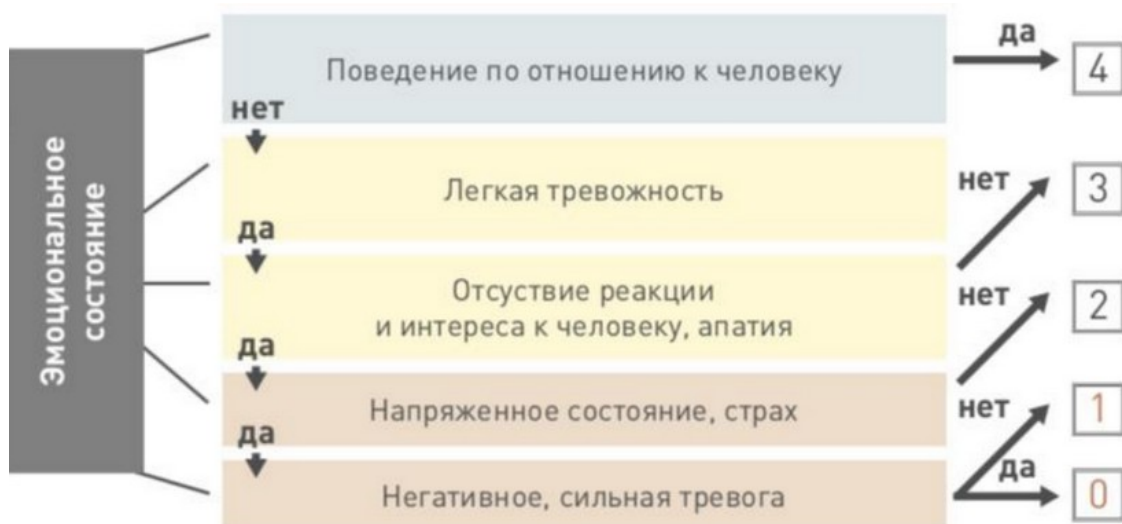 Эмоциональное
состояние
Поведение по отношению к человеку
да
4
нет
Легкая тревожность
нет
3
да
Отсуствие реакции
и интереса к человеку, апатия
нет
2
да
Напряженное состояние, страх
нет
1
да
Негативное, сильная тревога
да
0